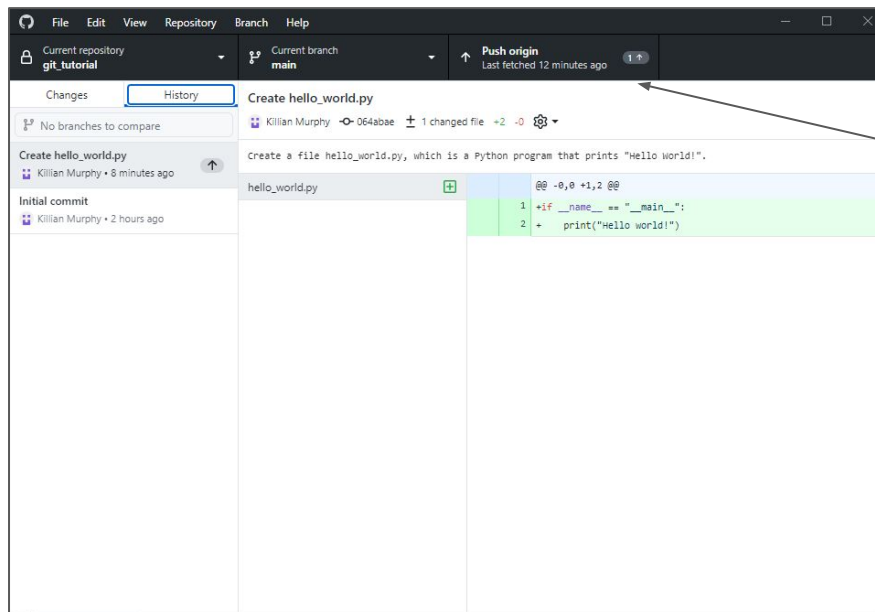 File Edit View Repository Branch Help
Current repository
git_tutorial
Current branch
main
Push origin
Last fetched 12 minutes ago
1
Changes History
No branches to compare
Create hello_world.py
Killian Murphy • 8 minutes ago
Initial commit
Killian Murphy • 2 hours ago
Create hello_world.py
Killian Murphy 064abae 1 changed file +2 -0
Create a file hello_world.py, which is a Python program that prints "Hello World!".
hello_world.py
@@ -0,0 +1,2 @@
1 +if __name__ == "__main__":
2 + print("Hello world!")